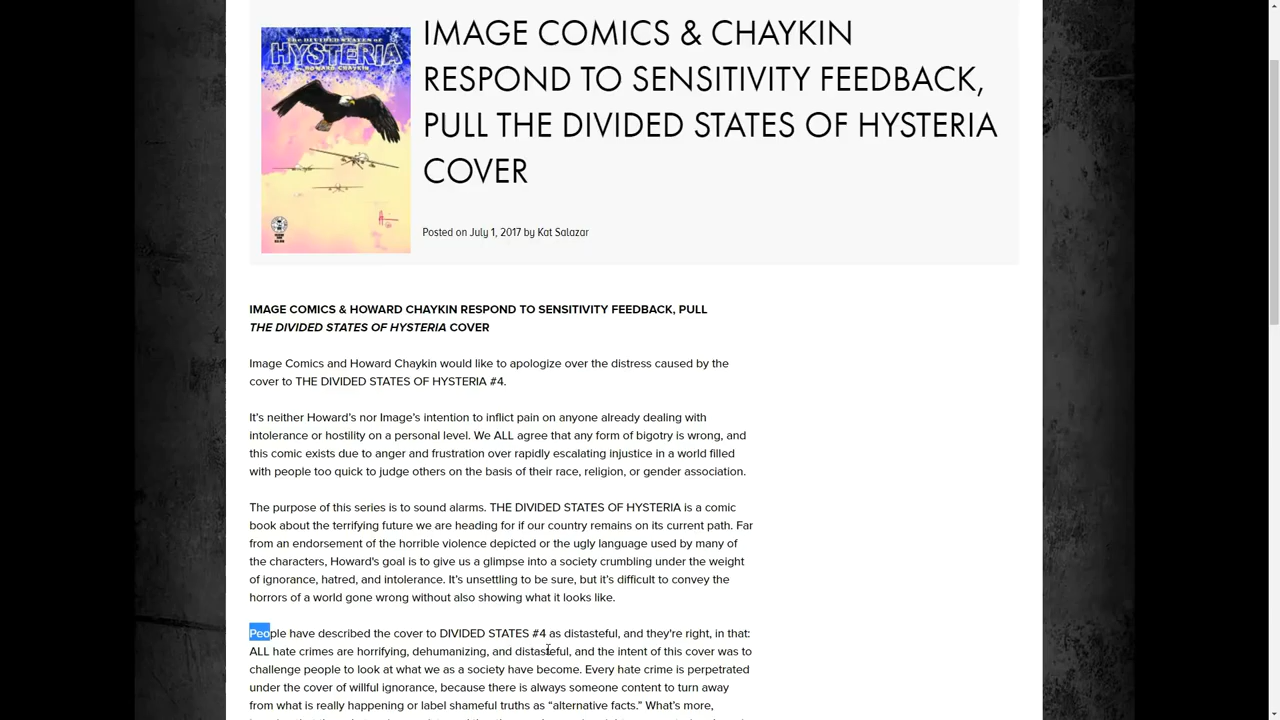 the DIVIDED STATES of
HYSTERIA
HOWARD CHAYKIN
IMAGE COMICS & CHAYKIN
RESPOND TO SENSITIVITY FEEDBACK,
PULL THE DIVIDED STATES OF HYSTERIA
COVER
Posted on July 1, 2017 by Kat Salazar
IMAGE COMICS & HOWARD CHAYKIN RESPOND TO SENSITIVITY FEEDBACK, PULL
THE DIVIDED STATES OF HYSTERIA COVER
Image Comics and Howard Chaykin would like to apologize over the distress caused by the
cover to THE DIVIDED STATES OF HYSTERIA #4.
It’s neither Howard’s nor Image’s intention to inflict pain on anyone already dealing with
intolerance or hostility on a personal level. We ALL agree that any form of bigotry is wrong, and
this comic exists due to anger and frustration over rapidly escalating injustice in a world filled
with people too quick to judge others on the basis of their race, religion, or gender association.
The purpose of this series is to sound alarms. THE DIVIDED STATES OF HYSTERIA is a comic
book about the terrifying future we are heading for if our country remains on its current path. Far
from an endorsement of the horrible violence depicted or the ugly language used by many of
the characters, Howard's goal is to give us a glimpse into a society crumbling under the weight
of ignorance, hatred, and intolerance. It’s unsettling to be sure, but it’s difficult to convey the
horrors of a world gone wrong without also showing what it looks like.
People have described the cover to DIVIDED STATES #4 as distasteful, and they're right, in that:
ALL hate crimes are horrifying, dehumanizing, and distasteful, and the intent of this cover was to
challenge people to look at what we as a society have become. Every hate crime is perpetrated
under the cover of willful ignorance, because there is always someone content to turn away
from what is really happening or label shameful truths as “alternative facts.” What’s more,